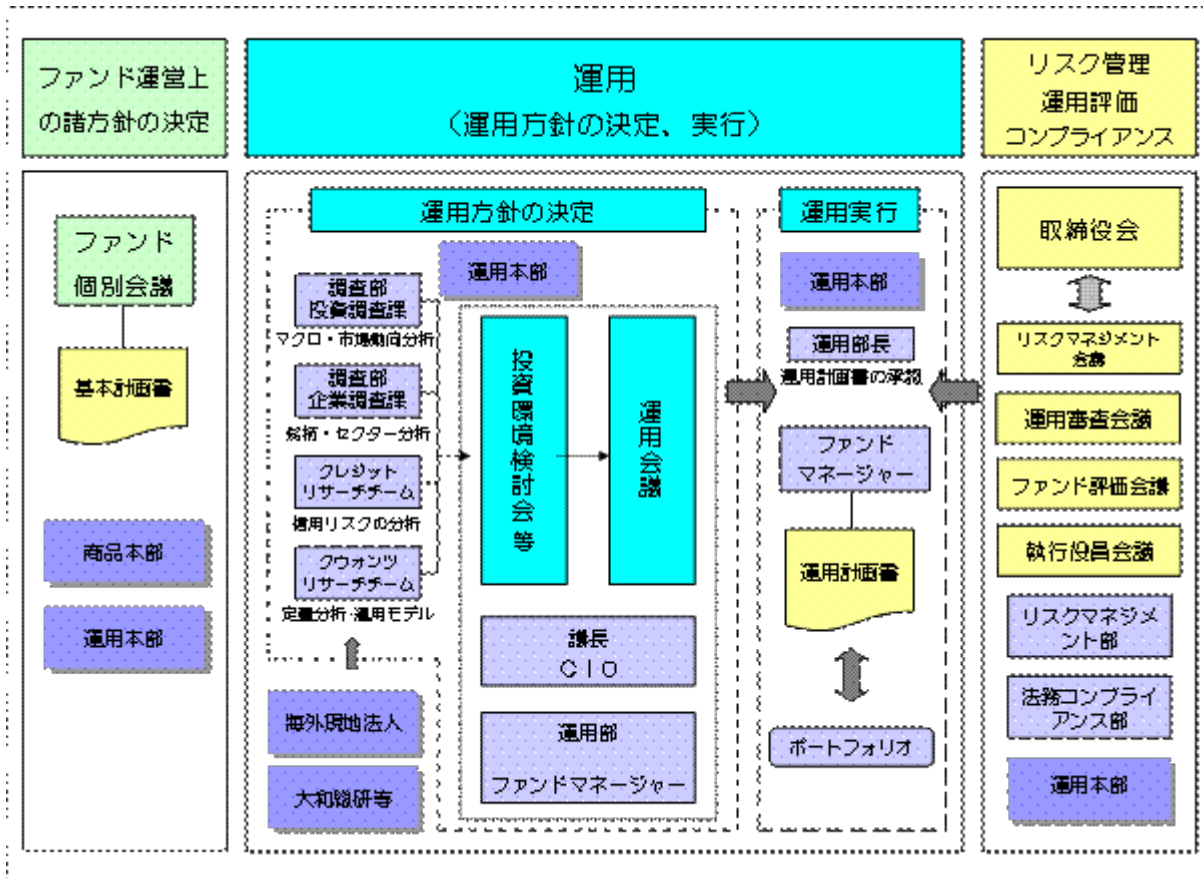 ファンド運営上
の諸方針の決定
運用
（運用方針の決定、実行）
リスク管理
運用評価
コンプライアンス
ファンド
個別会議
基本計画書
商品本部
運用本部
運用方針の決定
運用本部
調査部
投資調査課
マクロ・市場動向分析
調査部
企業調査課
銘柄・セクター分析
クレジット
リサーチチーム
信用リスクの分析
クウォンツ
リサーチチーム
定量分析・運用モデル
海外現地法人
大和総研等
投資環境検討会等
運用会議
議長
ＣＩＯ
運用部
ファンドマネージャー
運用実行
運用本部
運用部長
運用計画書の承認
ファンド
マネージャー
運用計画書
ポートフォリオ
取締役会
リスクマネジメント
会議
運用審査会議
ファンド評価会議
執行役員会議
リスクマネジメ
ント部
法務コンプライ
アンス部
運用本部